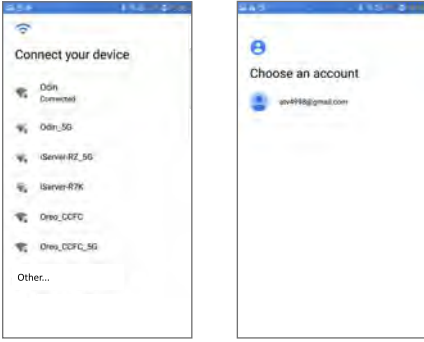 Connect your device
Odin
Connected
Odin_5G
iServer-RZ_5G
iServer-R7K
Oreo_CCFC
Oreo_CCFC_5G
Other...
Choose an account